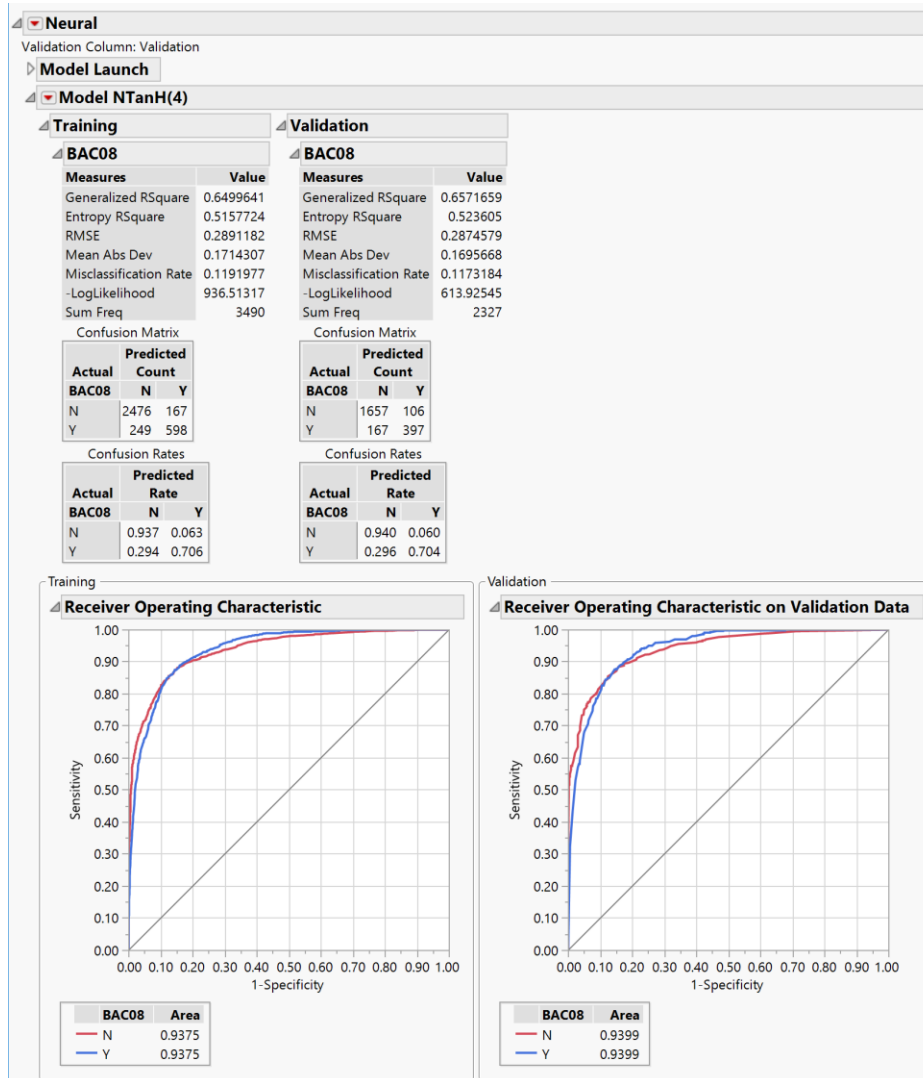 Neural
Validation Column: Validation
Model Launch
Model NTanH(4)
Training
BAC08
Measures Value
Generalized RSquare 0.6499641
Entropy RSquare 0.5157724
RMSE 0.2891182
Mean Abs Dev 0.1714307
Misclassification Rate 0.1191977
-LogLikelihood 936.51317
Sum Freq 3490
Confusion Matrix
Predicted
Actual Count
BAC08 N Y
N 2476 167
Y 249 598
Confusion Rates
Predicted
Actual Rate
BAC08 N Y
N 0.937 0.063
Y 0.294 0.706
Validation
BAC08
Measures Value
Generalized RSquare 0.6571659
Entropy RSquare 0.523605
RMSE 0.2874579
Mean Abs Dev 0.1695668
Misclassification Rate 0.1173184
-LogLikelihood 613.92545
Sum Freq 2327
Confusion Matrix
Predicted
Actual Count
BAC08 N Y
N 1657 106
Y 167 397
Confusion Rates
Predicted
Actual Rate
BAC08 N Y
N 0.940 0.060
Y 0.296 0.704
Training
Receiver Operating Characteristic
1.00
0.90
0.80
0.70
0.60
0.50
0.40
0.30
0.20
0.10
0.00
Sensitivity
0.00 0.10 0.20 0.30 0.40 0.50 0.60 0.70 0.80 0.90 1.00
1-Specificity
BAC08 Area
N 0.9375
Y 0.9375
Validation
Receiver Operating Characteristic on Validation Data
1.00
0.90
0.80
0.70
0.60
0.50
0.40
0.30
0.20
0.10
0.00
Sensitivity
0.00 0.10 0.20 0.30 0.40 0.50 0.60 0.70 0.80 0.90 1.00
1-Specificity
BAC08 Area
N 0.9399
Y 0.9399